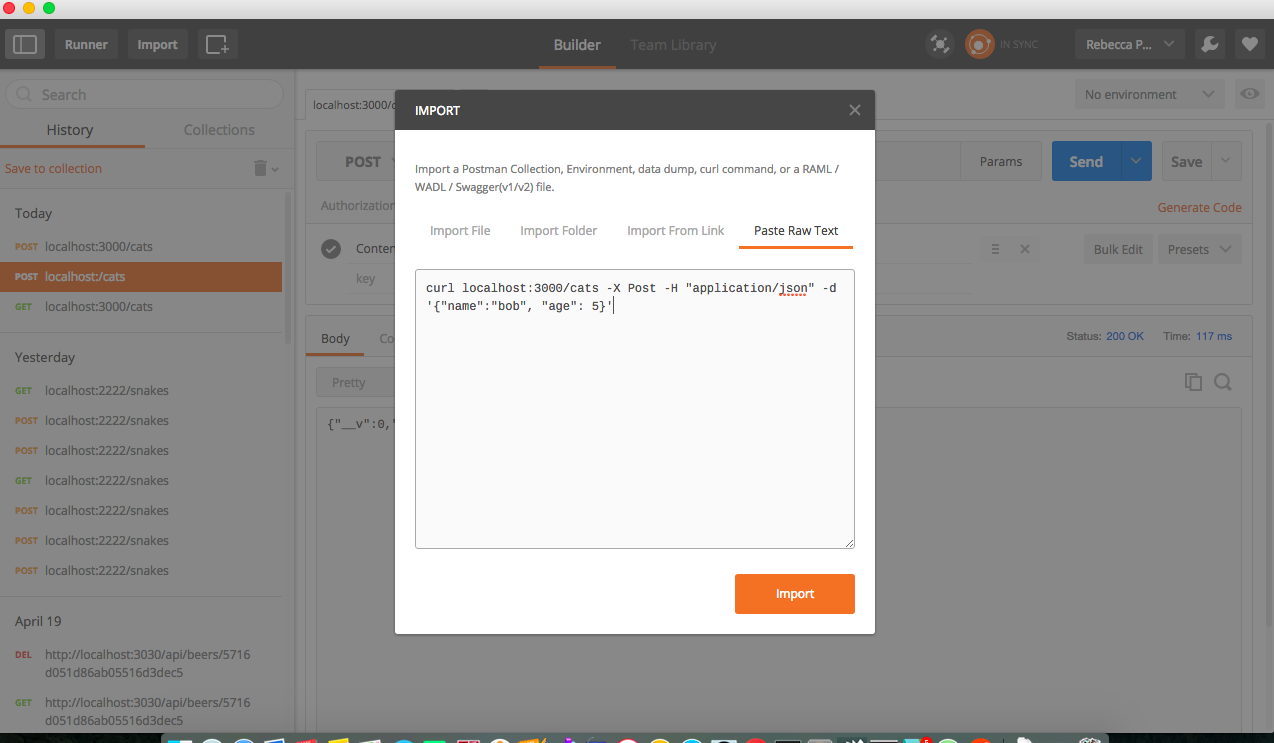 Runner Import Builder Team Library IN SYNC Rebecca P...
Search
localhost:3000/c
No environment
IMPORT
History Collections
POST
Params Send Save
Import a Postman Collection, Environment, data dump, curl command, or a RAML /
WADL / Swagger(v1/v2) file.
Save to collection
Authorization
Generate Code
Today
Import File Import Folder Import From Link Paste Raw Text
POST localhost:3000/cats
Conten
Bulk Edit Presets
POST localhost:/cats
key
GET localhost:3000/cats
curl localhost:3000/cats -X Post -H "application/json" -d
'{"name":"bob", "age": 5}'
Body Co
Status: 200 OK Time: 117 ms
Yesterday
Pretty
GET localhost:2222/snakes
POST localhost:2222/snakes
{"__v":0,"
POST localhost:2222/snakes
GET localhost:2222/snakes
POST localhost:2222/snakes
POST localhost:2222/snakes
POST localhost:2222/snakes
Import
April 19
DEL http://localhost:3030/api/beers/5716
d051d86ab05516d3dec5
GET http://localhost:3030/api/beers/5716
d051d86ab05516d3dec5